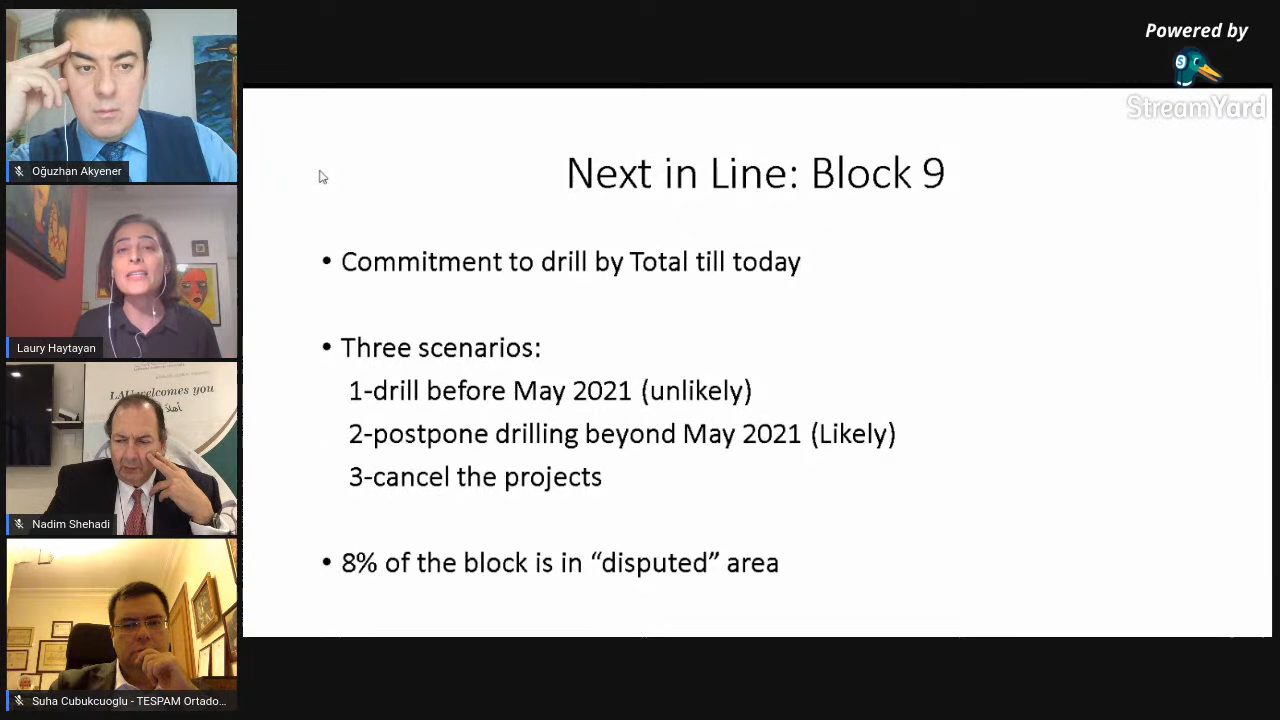 Powered by
StreamYard
Next in Line: Block 9
• Commitment to drill by Total till today
• Three scenarios:
1-drill before May 2021 (unlikely)
2-postpone drilling beyond May 2021 (Likely)
3-cancel the projects
• 8% of the block is in “disputed” area
Oğuzhan Akyener
Laury Haytayan
LAU welcomes you
Nadim Shehadi
Suha Cubukcuoglu - TESPAM Ortado...